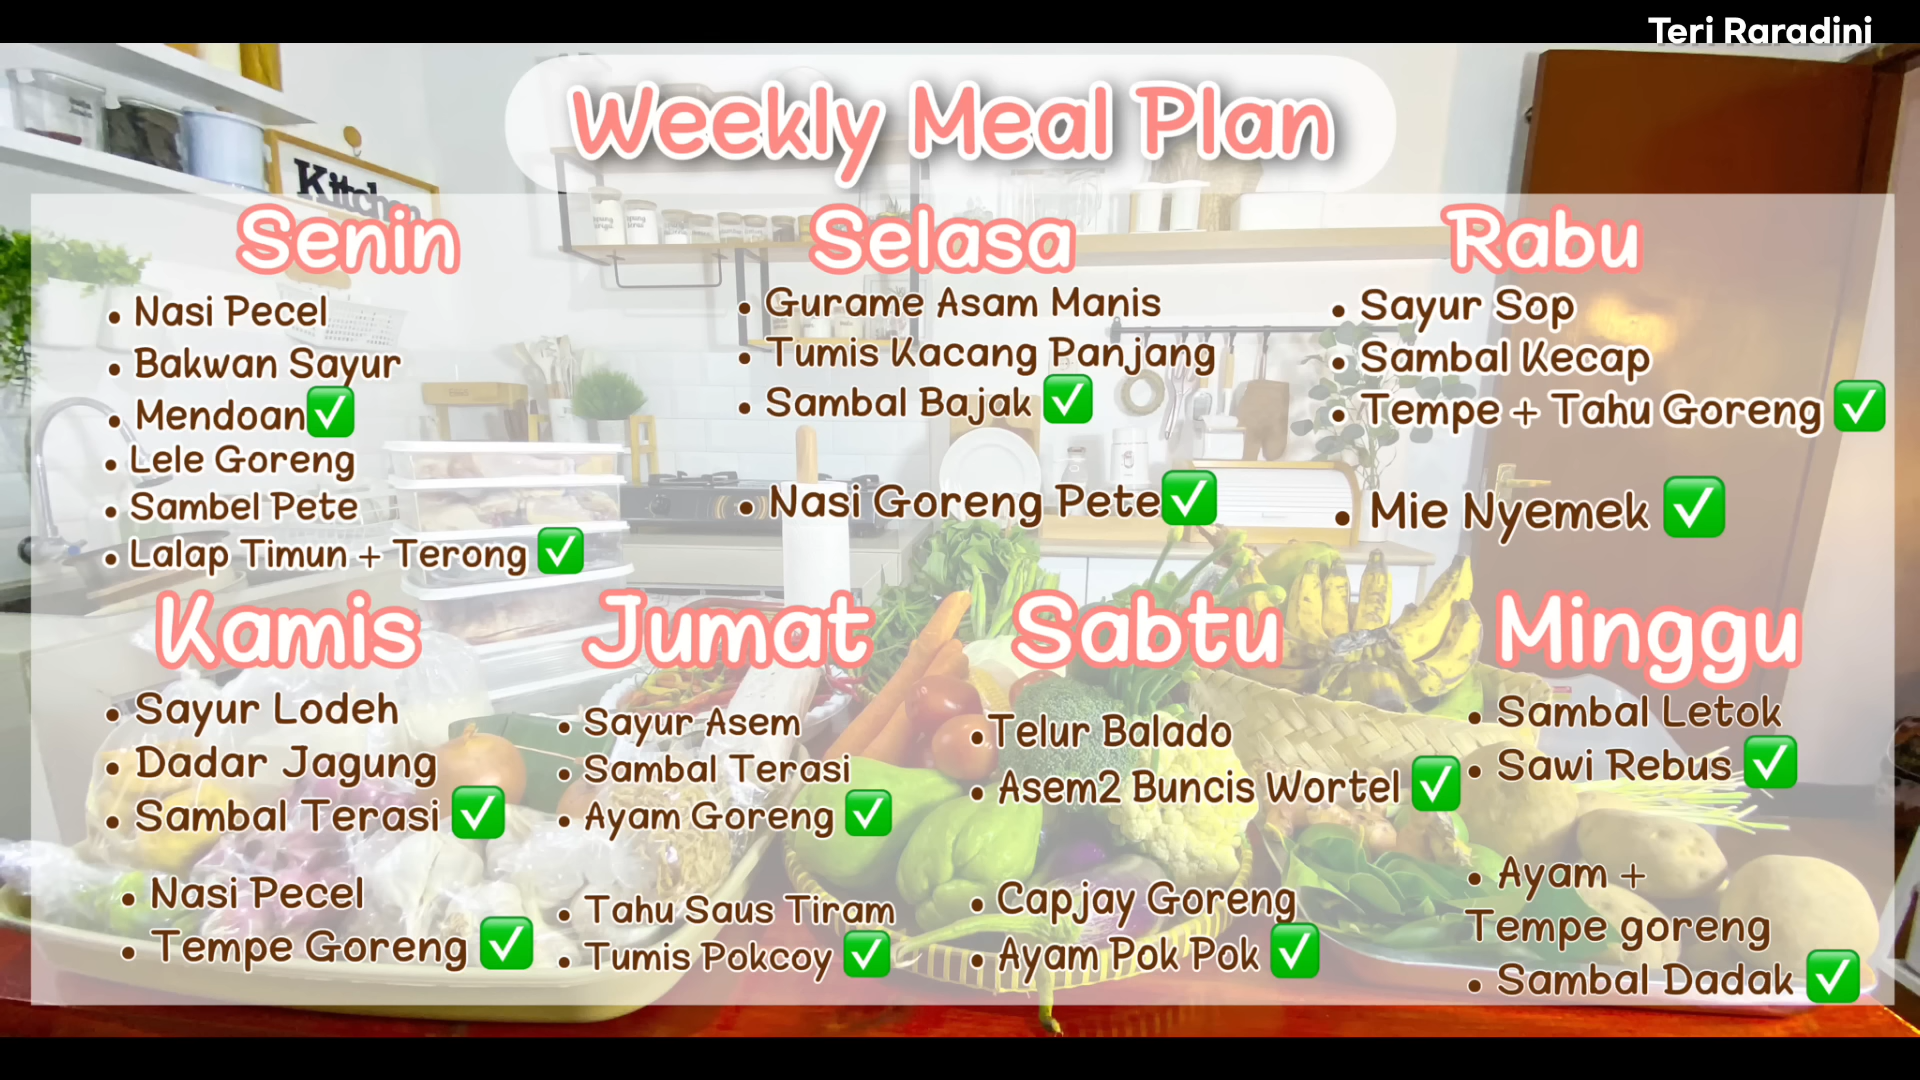 Teri Raradini
Weekly Meal Plan
Kitchen
Senin
• Nasi Pecel
• Bakwan Sayur
• Mendoan✅
• Lele Goreng
• Sambel Pete
• Lalap Timun + Terong ✅
Selasa
• Gurame Asam Manis
• Tumis Kacang Panjang
• Sambal Bajak ✅
• Nasi Goreng Pete✅
Rabu
• Sayur Sop
• Sambal Kecap
• Tempe + Tahu Goreng ✅
• Mie Nyemek ✅
Kamis
• Sayur Lodeh
• Dadar Jagung
• Sambal Terasi ✅
• Nasi Pecel
• Tempe Goreng ✅
Jumat
• Sayur Asem
• Sambal Terasi
• Ayam Goreng ✅
• Tahu Saus Tiram
• Tumis Pokcoy ✅
Sabtu
•Telur Balado
• Asem2 Buncis Wortel ✅
• Capjay Goreng
• Ayam Pok Pok ✅
Minggu
• Sambal Letok
• Sawi Rebus ✅
• Ayam +
Tempe goreng
• Sambal Dadak ✅